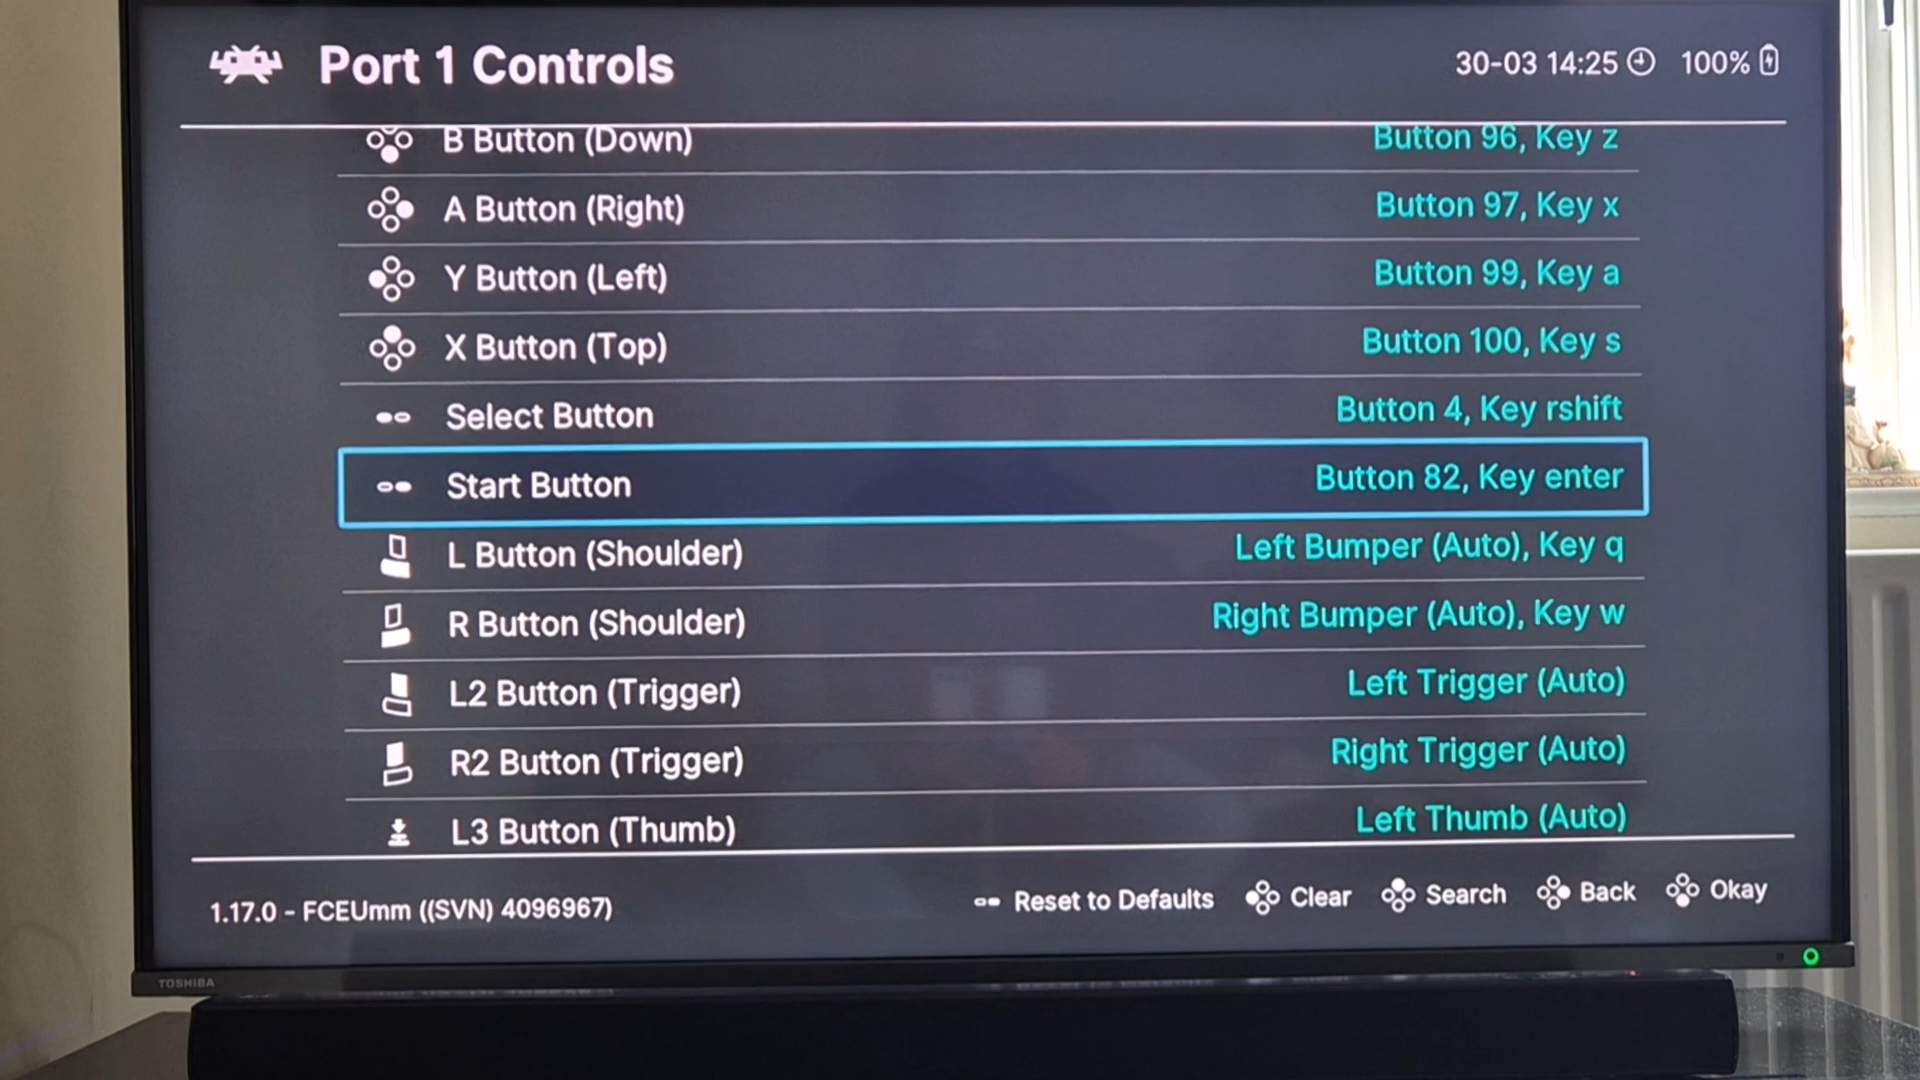 Port 1 Controls 30-03 14:25 100%
B Button (Down) Button 96, Key z
A Button (Right) Button 97, Key x
Y Button (Left) Button 99, Key a
X Button (Top) Button 100, Key s
Select Button Button 4, Key rshift
Start Button Button 82, Key enter
L Button (Shoulder) Left Bumper (Auto), Key q
R Button (Shoulder) Right Bumper (Auto), Key w
L2 Button (Trigger) Left Trigger (Auto)
R2 Button (Trigger) Right Trigger (Auto)
L3 Button (Thumb) Left Thumb (Auto)
1.17.0 - FCEUmm ((SVN) 4096967) Reset to Defaults Clear Search Back Okay
TOSHIBA